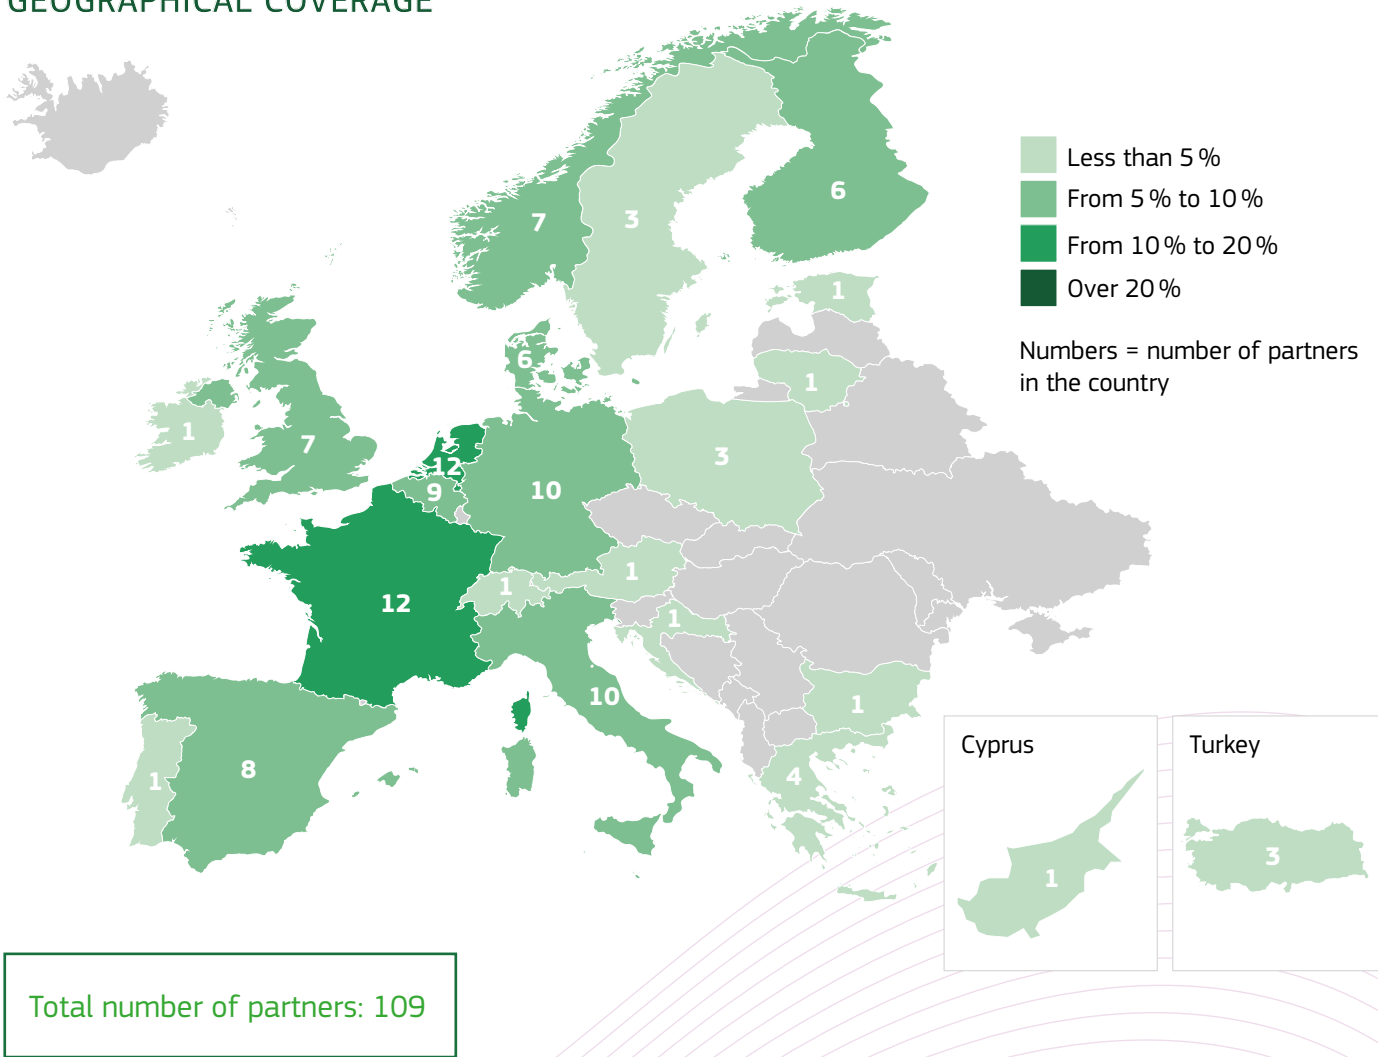 GEOGRAPHICAL COVERAGE
Less than 5 %
From 5 % to 10 %
From 10 % to 20 %
Over 20 %
Numbers = number of partners
in the country
6
7
3
1
6
1
1
7
12
3
9
10
1
1
12
1
10
1
8
1
4
Cyprus
1
Turkey
3
Total number of partners: 109